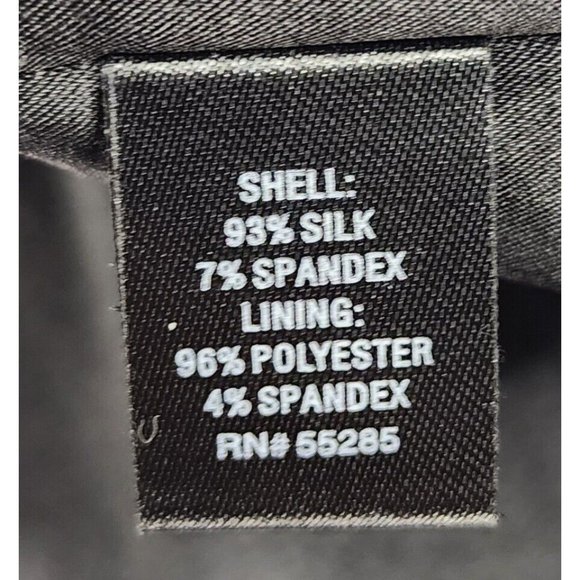 SHELL:
93% SILK
7% SPANDEX
LINING:
96% POLYESTER
4% SPANDEX
RN# 55285